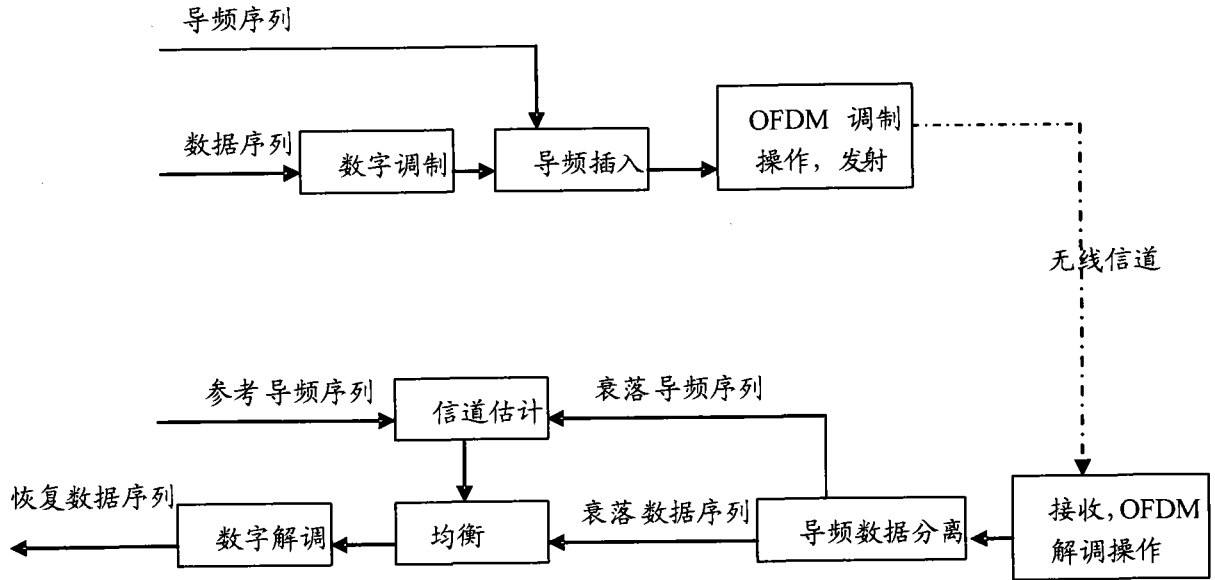 导频序列
数据序列
数字调制
导频插入
OFDM 调制
操作，发射
无线信道
参考导频序列
信道估计
衰落导频序列
恢复数据序列
数字解调
均衡
衰落数据序列
导频数据分离
接收，OFDM
解调操作